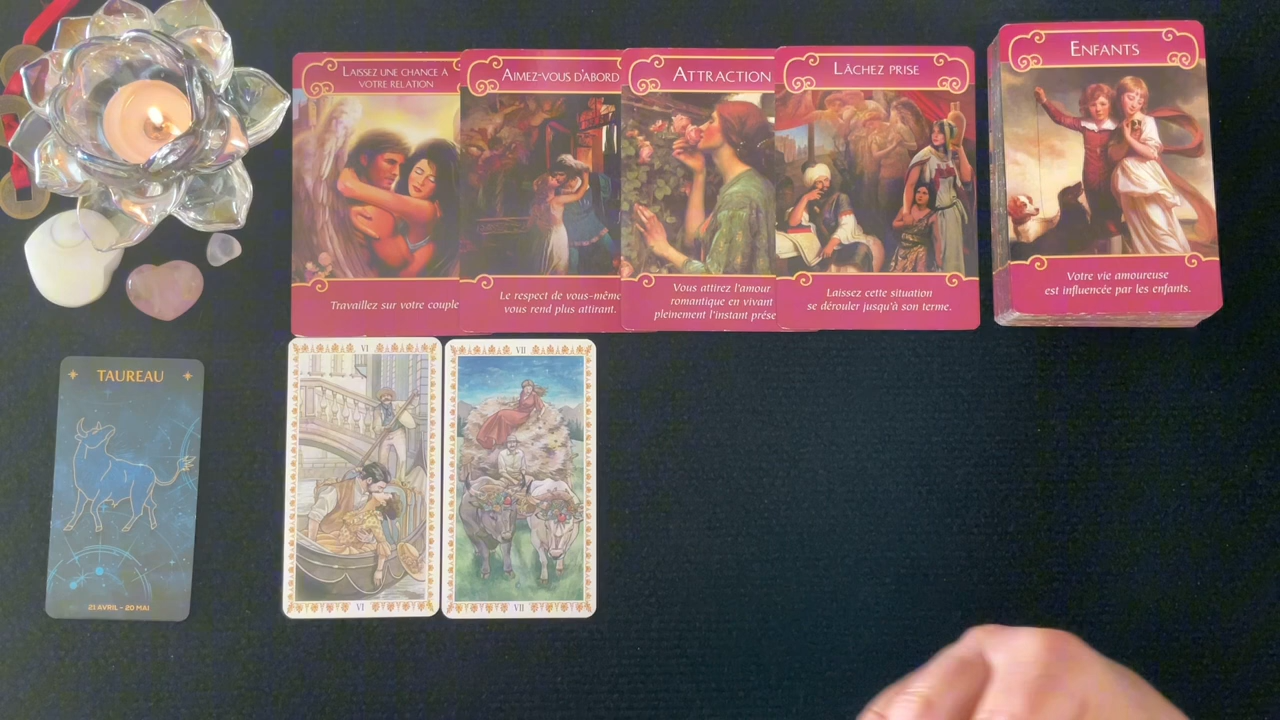 LAISSEZ UNE CHANCE A
VOTRE RELATION
Travaillez sur votre couple
AIMEZ-VOUS D'ABORD
Le respect de vous-même
vous rend plus attirant.
ATTRACTION
Vous attirez l'amour
romantique en vivant
pleinement l'instant prése
LÂCHEZ PRISE
Laissez cette situation
se dérouler jusqu'à son terme.
ENFANTS
Votre vie amoureuse
est influencée par les enfants.
TAUREAU
21 AVRIL - 20 MAI
VI
VI
VII
VII